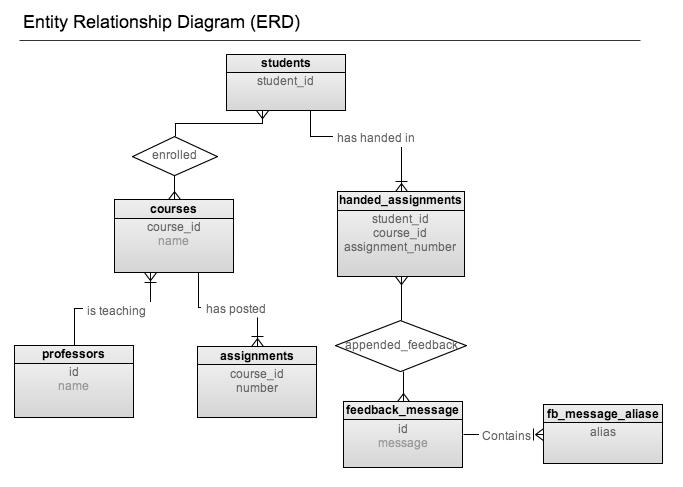 Entity Relationship Diagram (ERD)
students
student_id
has handed in
enrolled
courses
course_id
name
handed_assignments
student_id
course_id
assignment_number
is teaching
has posted
professors
id
name
assignments
course_id
number
appended_feedback
feedback_message
id
message
Contains
fb_message_aliase
alias